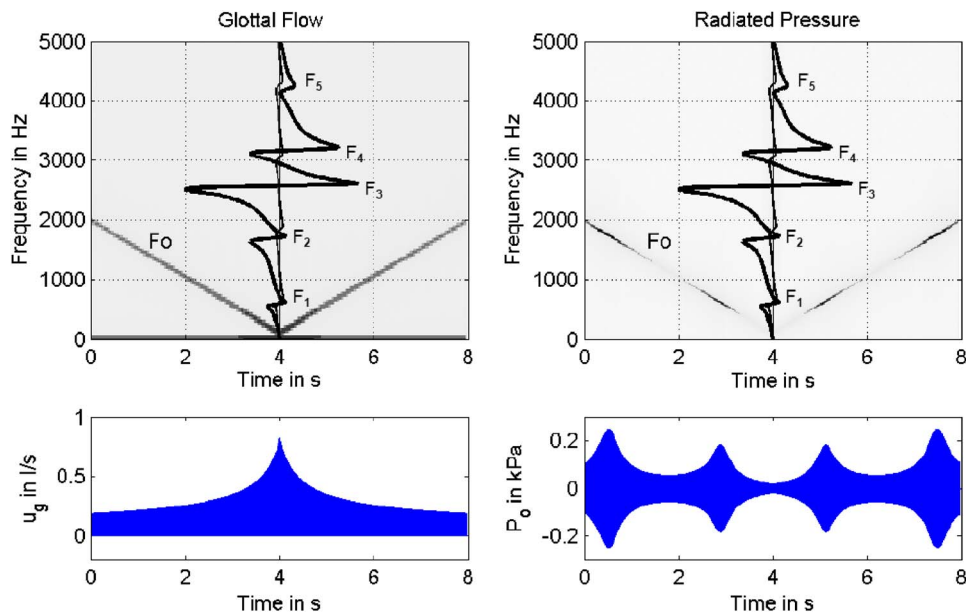 Glottal Flow
Radiated Pressure
5000
4000
3000
2000
1000
0
Frequency in Hz
F5
F4
F3
F2
F1
Fo
0 2 4 6 8
Time in s
5000
4000
3000
2000
1000
0
Frequency in Hz
F5
F4
F3
F2
F1
Fo
0 2 4 6 8
Time in s
1
0.5
0
ug in l/s
0 2 4 6 8
Time in s
0.2
0
-0.2
Po in kPa
0 2 4 6 8
Time in s